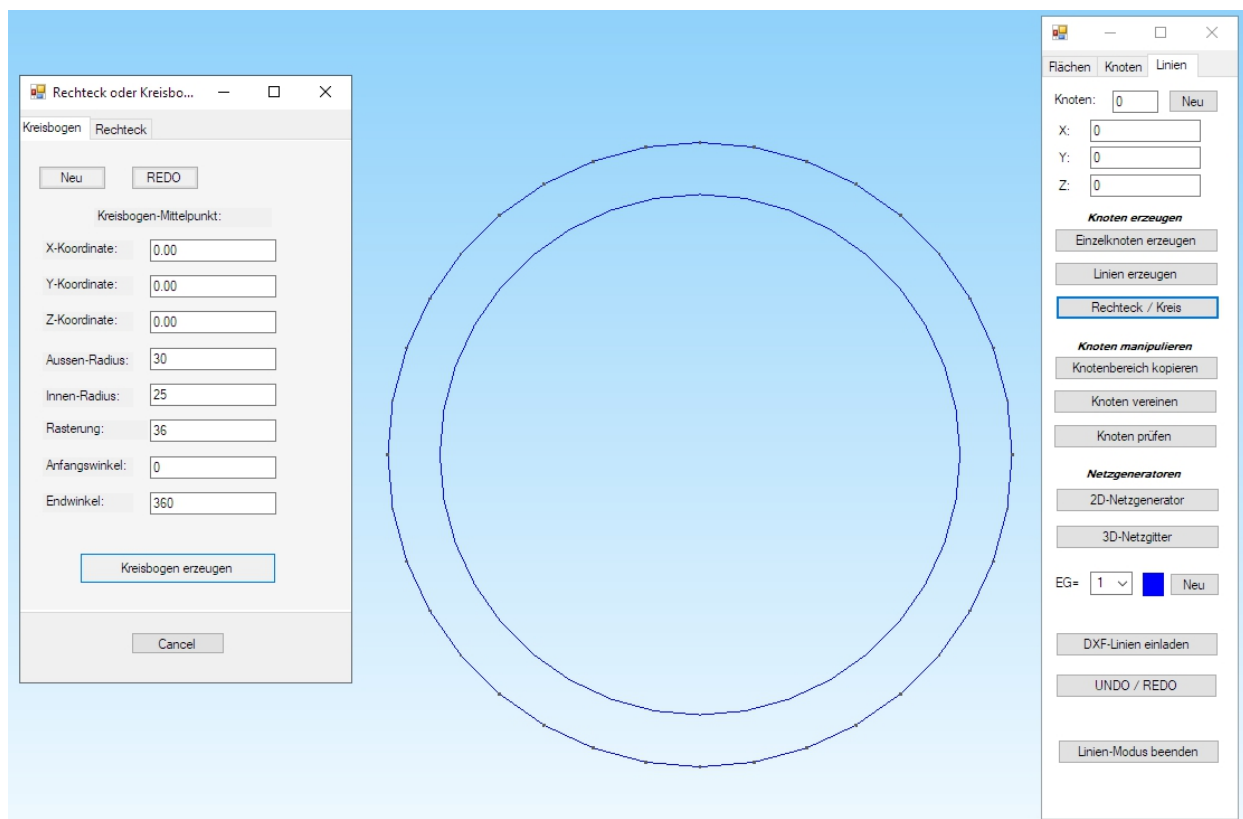 Rechteck oder Kreisbo...
Kreisbogen Rechteck
Neu REDO
Kreisbogen-Mittelpunkt:
X-Koordinate: 0.00
Y-Koordinate: 0.00
Z-Koordinate: 0.00
Aussen-Radius: 30
Innen-Radius: 25
Rasterung: 36
Anfangswinkel: 0
Endwinkel: 360
Kreisbogen erzeugen
Cancel
Flächen Knoten Linien
Knoten: 0 Neu
X: 0
Y: 0
Z: 0
Knoten erzeugen
Einzelknoten erzeugen
Linien erzeugen
Rechteck / Kreis
Knoten manipulieren
Knotenbereich kopieren
Knoten vereinen
Knoten prüfen
Netzgeneratoren
2D-Netzgenerator
3D-Netzgitter
EG= 1 Neu
DXF-Linien einladen
UNDO / REDO
Linien-Modus beenden